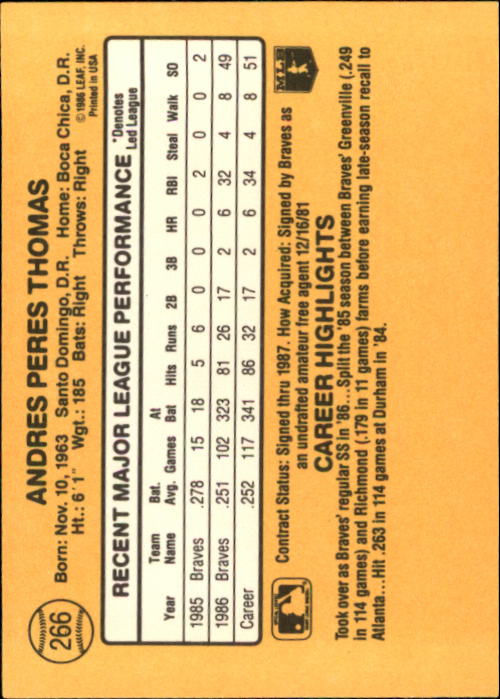 266
ANDRES PERES THOMAS
Born: Nov. 10, 1963 Santo Domingo, D.R. Home: Boca Chica, D.R.
Ht.: 6'1" Wgt.: 185 Bats: Right Throws: Right
© 1986 LEAF, INC.
Printed in USA
RECENT MAJOR LEAGUE PERFORMANCE
*Denotes
Led League
Year Team Name Bat. Avg. Games At Bat Hits Runs 2B 3B HR RBI Steal Walk SO
1985 Braves .278 15 18 5 6 0 0 0 2 0 0 2
1986 Braves .251 102 323 81 26 17 2 6 32 4 8 49
Career .252 117 341 86 32 17 2 6 34 4 8 51
Contract Status: Signed thru 1987. How Acquired: Signed by Braves as
an undrafted amateur free agent 12/16/81
MLB
CAREER HIGHLIGHTS
Took over as Braves' regular SS in '86...Split the '85 season between Braves' Greenville (.249
in 114 games) and Richmond (.179 in 11 games) farms before earning late-season recall to
Atlanta...Hit .263 in 114 games at Durham in '84.